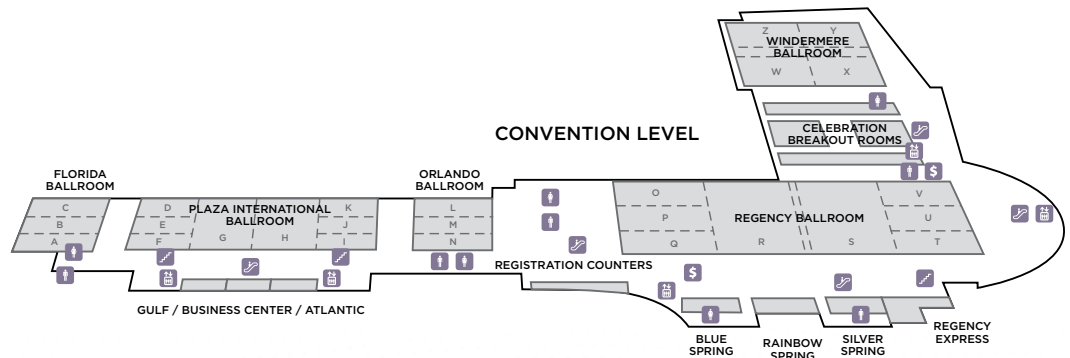 Z Y
WINDERMERE
BALLROOM
W X
CELEBRATION
BREAKOUT ROOMS
CONVENTION LEVEL
$
FLORIDA
BALLROOM
C
B
A
PLAZA INTERNATIONAL
BALLROOM
D K
E J
F G H I
ORLANDO
BALLROOM
L
M
N
REGENCY BALLROOM
O V
P U
Q R S T
REGISTRATION COUNTERS
$
GULF / BUSINESS CENTER / ATLANTIC
BLUE
SPRING
RAINBOW
SPRING
SILVER
SPRING
REGENCY
EXPRESS